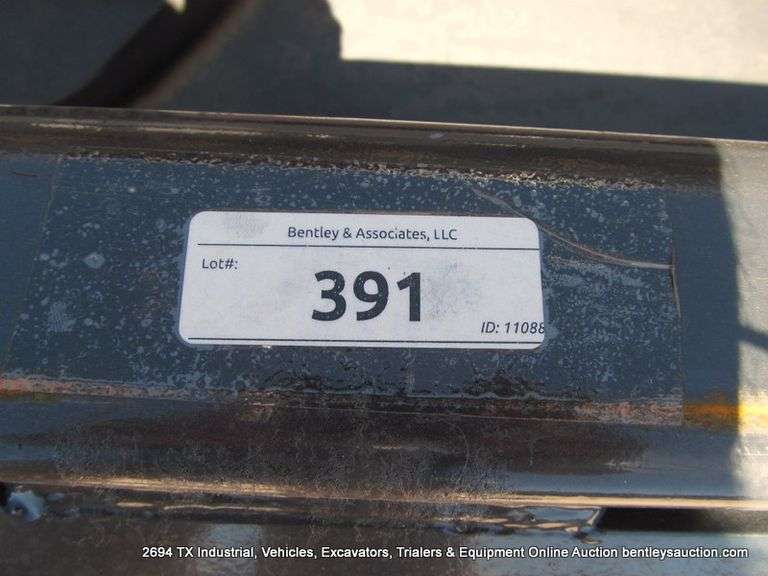 Bentley & Associates, LLC
Lot#:
391
ID: 11088
2694 TX Industrial, Vehicles, Excavators, Trialers & Equipment Online Auction bentleysauction.com